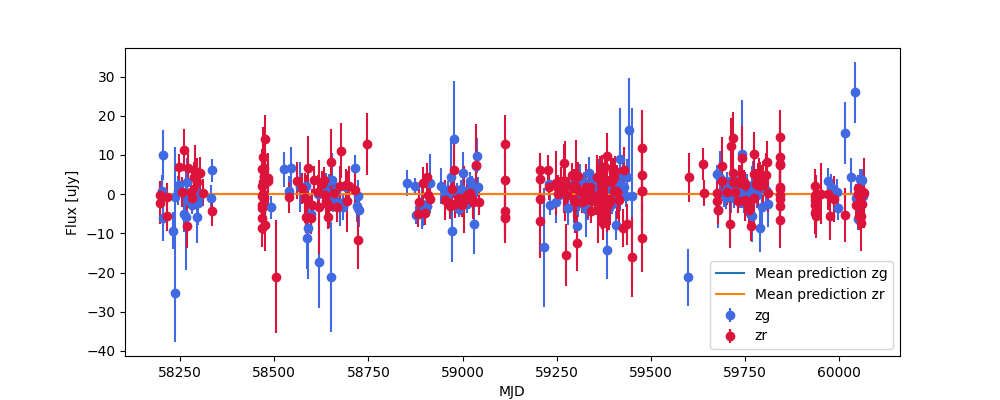 30
20
10
0
−10
−20
−30
−40
Flux [uJy]
58250 58500 58750 59000 59250 59500 59750 60000
MJD
Mean prediction zg
Mean prediction zr
zg
zr